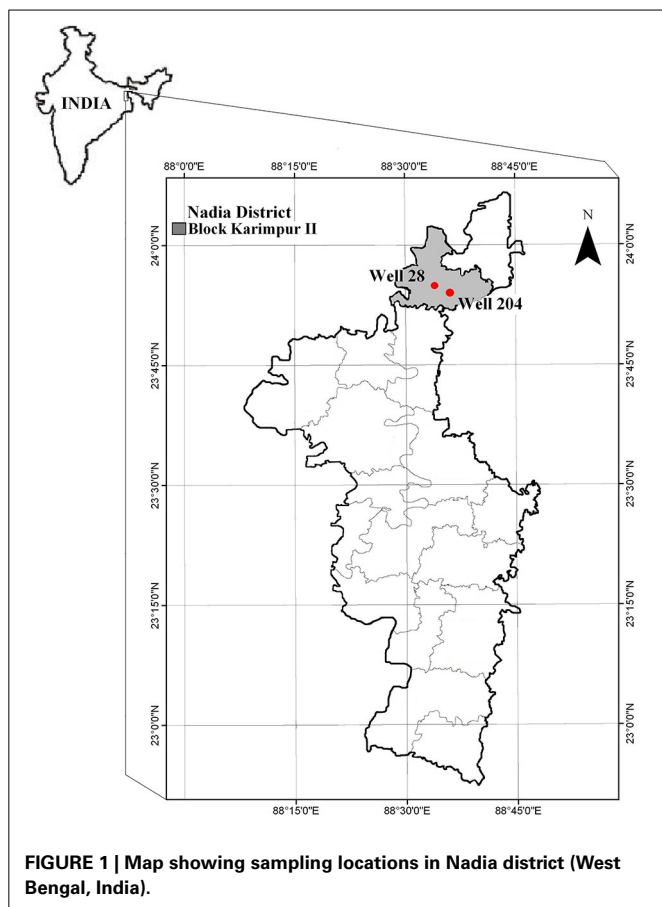 INDIA
88°0'0"E 88°15'0"E 88°30'0"E 88°45'0"E
Nadia District
Block Karimpur II
N
Well 28
Well 204
24°0'0"N 24°0'0"N
23°45'0"N 23°45'0"N
23°30'0"N 23°30'0"N
23°15'0"N 23°15'0"N
23°0'0"N 23°0'0"N
88°15'0"E 88°30'0"E 88°45'0"E
FIGURE 1 | Map showing sampling locations in Nadia district (West
Bengal, India).